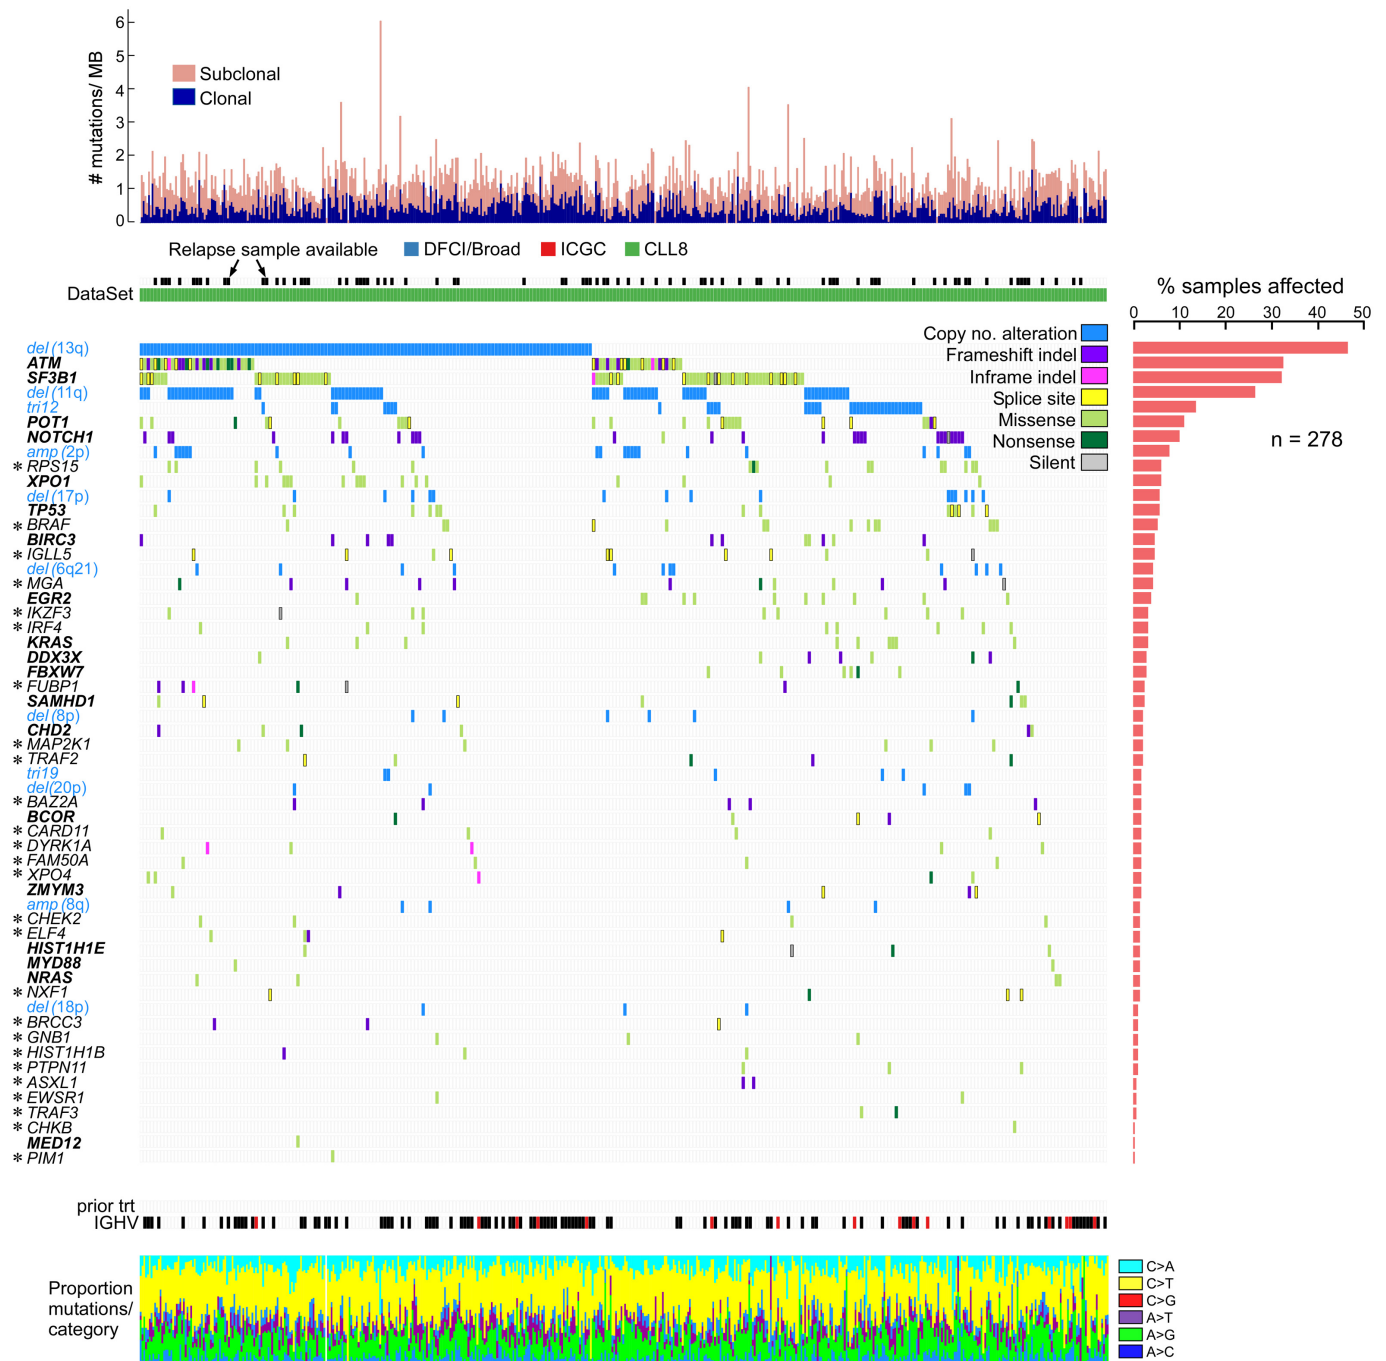 # mutations/ MB
6
5
4
3
2
1
0
Subclonal
Clonal
Relapse sample available
DFCI/Broad
ICGC
CLL8
DataSet
% samples affected
0 10 20 30 40 50
Copy no. alteration
Frameshift indel
Inframe indel
Splice site
Missense
Nonsense
Silent
n = 278
del (13q)
ATM
SF3B1
del (11q)
tri12
POT1
NOTCH1
amp (2p)
* RPS15
XPO1
del (17p)
TP53
* BRAF
BIRC3
* IGLL5
del (6q21)
* MGA
EGR2
* IKZF3
* IRF4
KRAS
DDX3X
FBXW7
* FUBP1
SAMHD1
del (8p)
CHD2
* MAP2K1
* TRAF2
tri19
del(20p)
* BAZ2A
BCOR
* CARD11
* DYRK1A
* FAM50A
* XPO4
ZMYM3
amp (8q)
* CHEK2
* ELF4
HIST1H1E
MYD88
NRAS
* NXF1
del (18p)
* BRCC3
* GNB1
* HIST1H1B
* PTPN11
* ASXL1
* EWSR1
* TRAF3
* CHKB
MED12
* PIM1
prior trt
IGHV
Proportion
mutations/
category
C>A
C>T
C>G
A>T
A>G
A>C